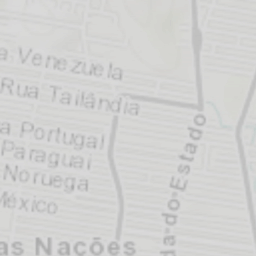 a Venezuela
Rua Tailândia
a Portugal
Paraguai
Noruega
México
as Nações
da-do-Estado